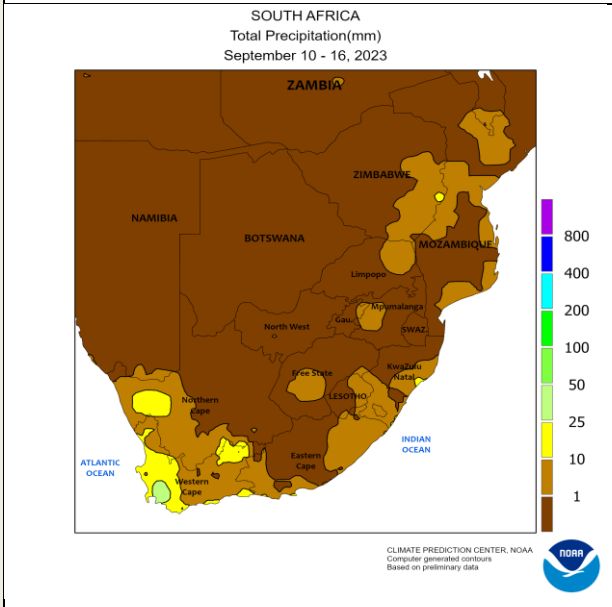 SOUTH AFRICA
Total Precipitation(mm)
September 10 - 16, 2023
ZAMBIA
ZIMBABWE
NAMIBIA
BOTSWANA
MOZAMBIQUE
Limpopo
Mpumalanga
Gau.
North West
SWAZ.
Free State
KwaZulu
Natal
LESOTHO
Northern
Cape
Eastern
Cape
Western
Cape
ATLANTIC
OCEAN
INDIAN
OCEAN
800
400
200
100
50
25
10
1
CLIMATE PREDICTION CENTER, NOAA
Computer generated contours
Based on preliminary data
NOAA